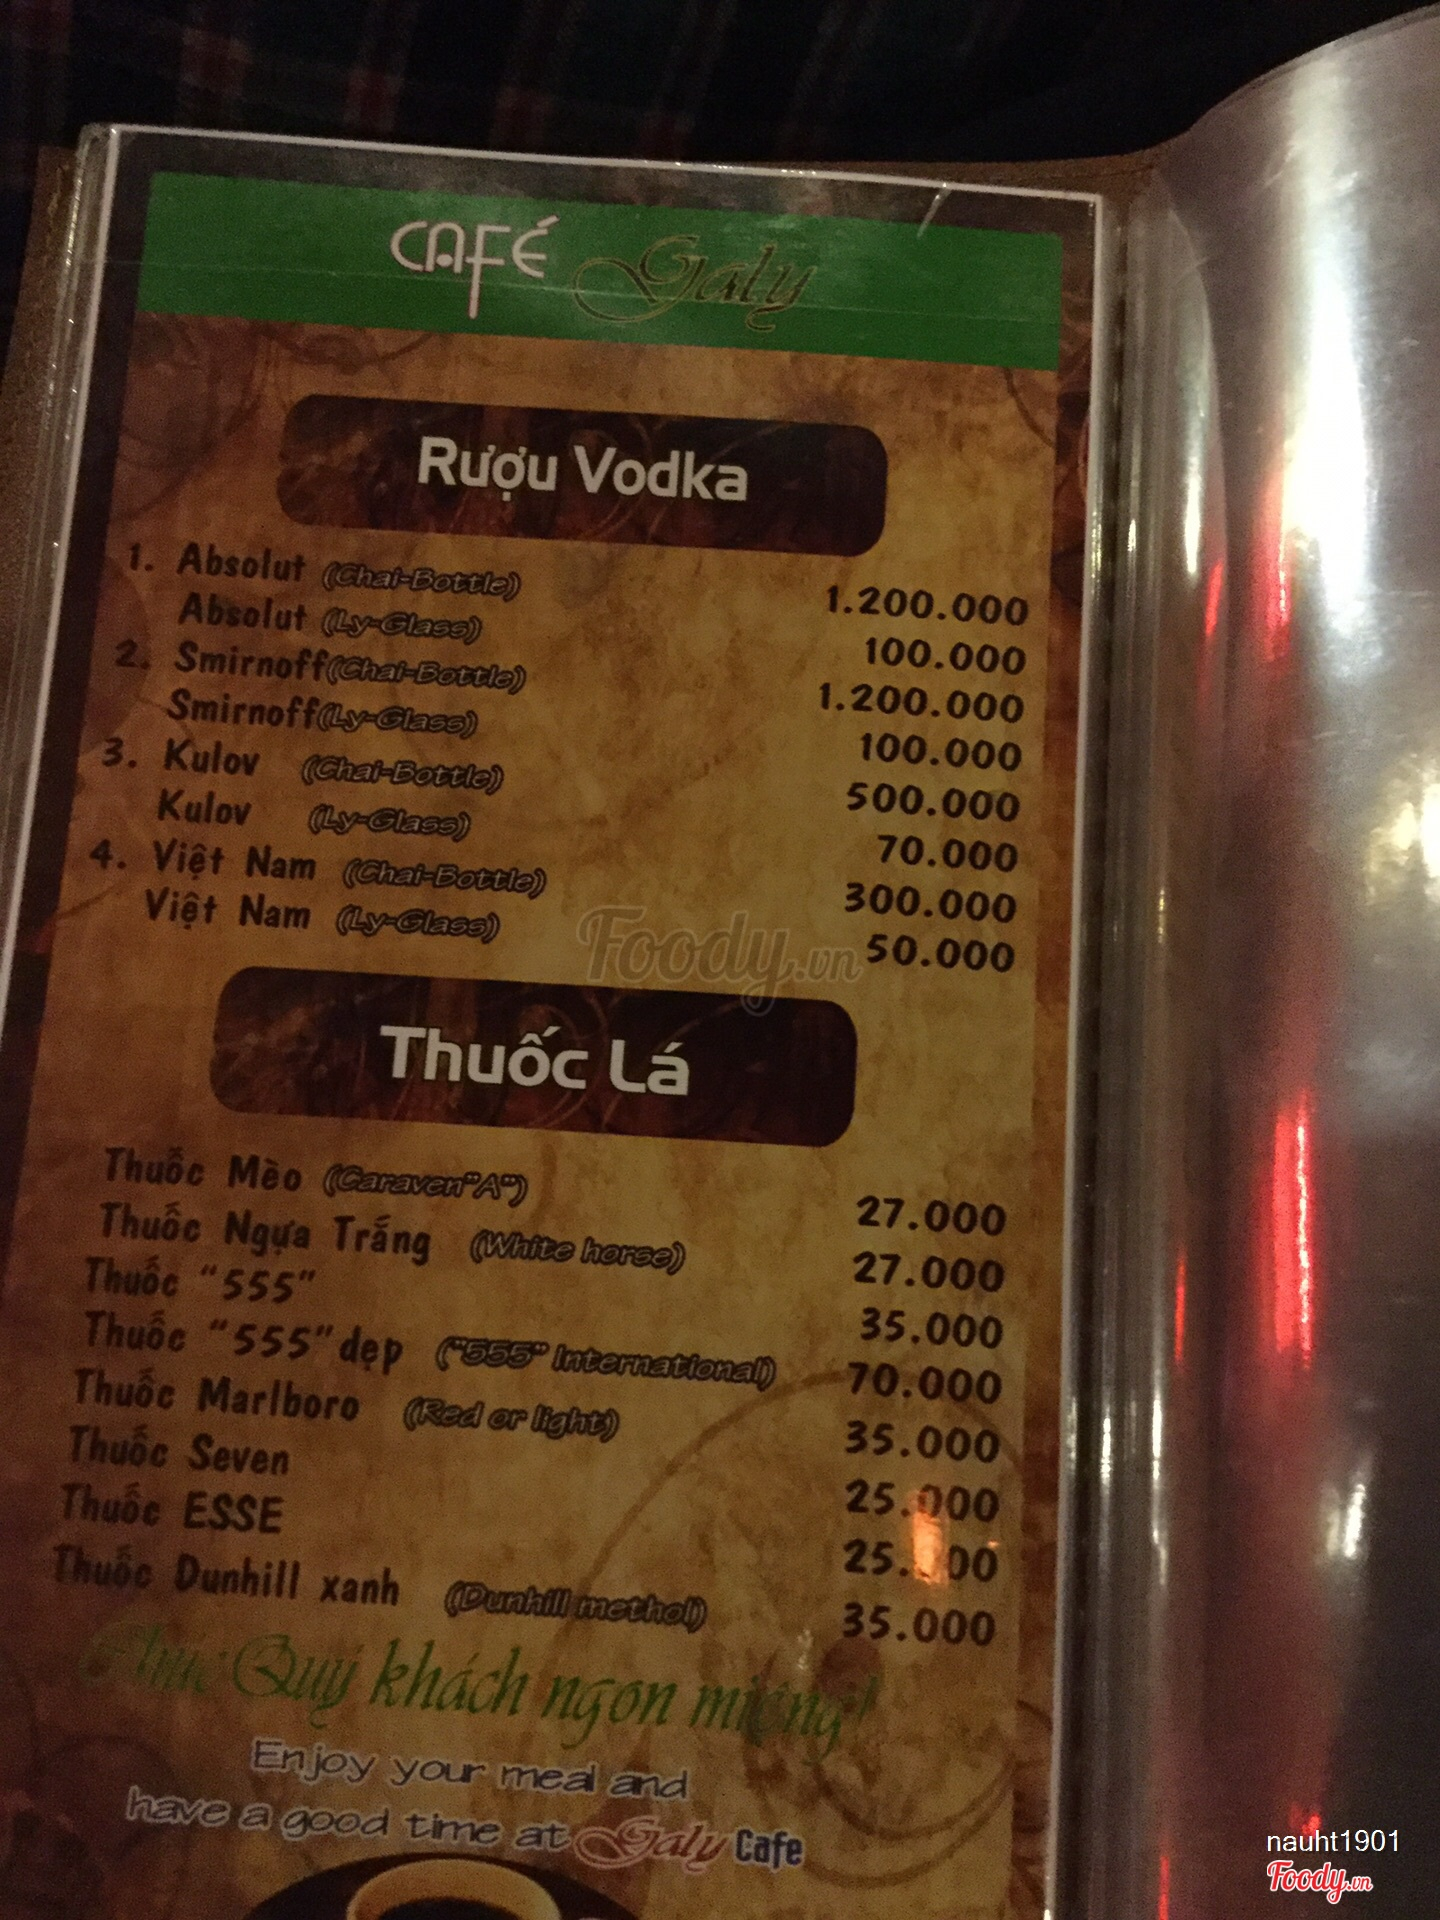 CAFÉ Galy
Rượu Vodka
1. Absolut (Chai-Bottle) 1.200.000
Absolut (Ly-Glass) 100.000
2. Smirnoff(Chai-Bottle) 1.200.000
Smirnoff(Ly-Glass) 100.000
3. Kulov (Chai-Bottle) 500.000
Kulov (Ly-Glass) 70.000
4. Việt Nam (Chai-Bottle) 300.000
Việt Nam (Ly-Glass) 50.000
Foody.vn
Thuốc Lá
Thuốc Mèo (Caraven"A") 27.000
Thuốc Ngựa Trắng (White horse) 27.000
Thuốc "555" 35.000
Thuốc "555" dẹp ("555" International) 70.000
Thuốc Marlboro (Red or light) 35.000
Thuốc Seven 25.000
Thuốc ESSE 25.000
Thuốc Dunhill xanh (Dunhill methol) 35.000
Chúc Quý khách ngon miệng!
Enjoy your meal and
have a good time at Galy Cafe
nauht1901
Foody.vn